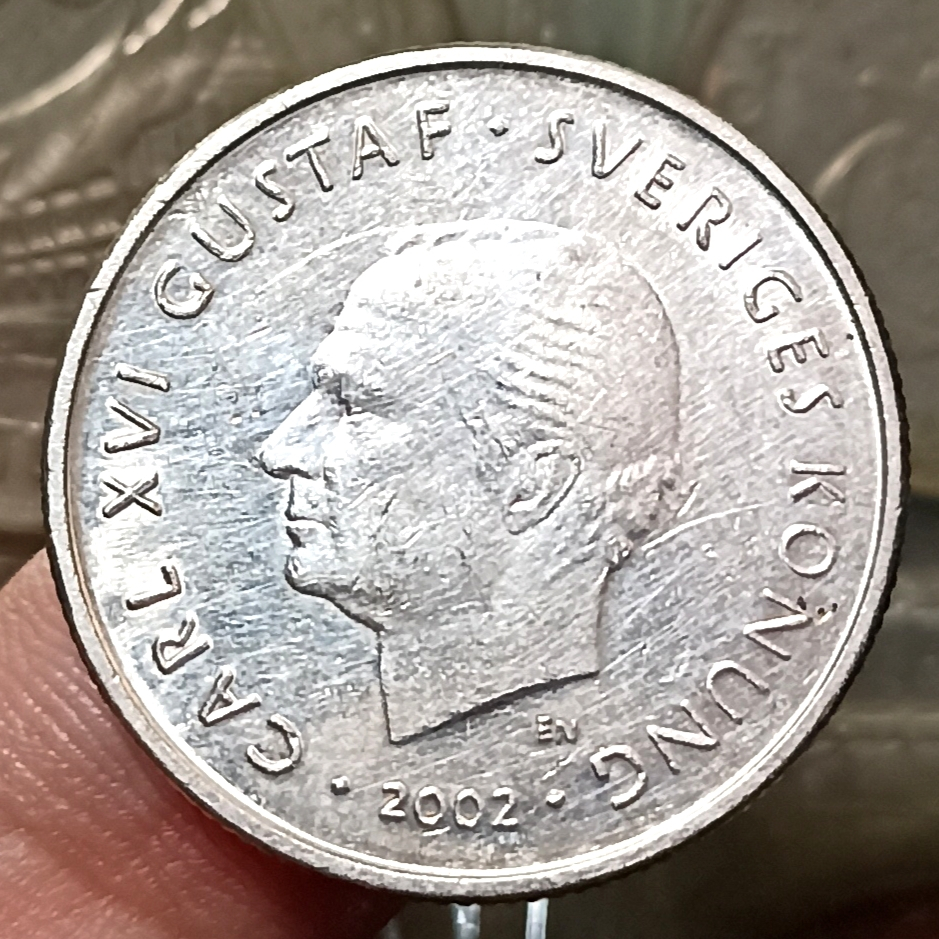 CARL XVI GUSTAF · SVERIGES KONUNG
EN
· 2002 ·